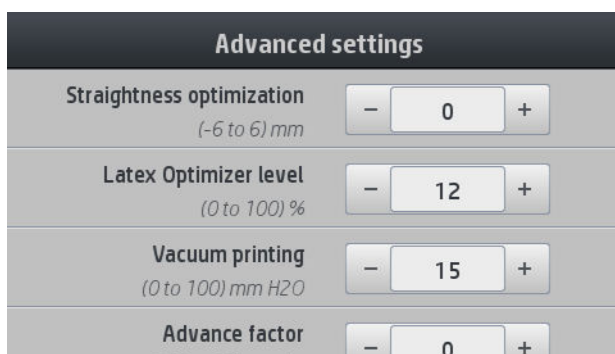 Advanced settings
Straightness optimization
(-6 to 6) mm
− 0 +
Latex Optimizer level
(0 to 100) %
− 12 +
Vacuum printing
(0 to 100) mm H2O
− 15 +
Advance factor
− 0 +